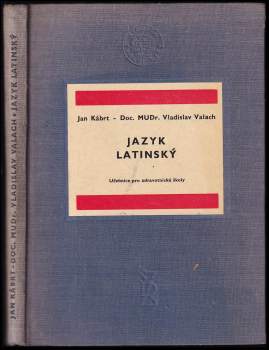 Jan Kábrt – Doc. MUDr. Vladislav Valach
JAZYK
LATINSKÝ
Učebnice pro zdravotnické školy
JAN KÁBRT - DOC. MUDr. VLADISLAV VALACH • JAZYK LATINSKÝ